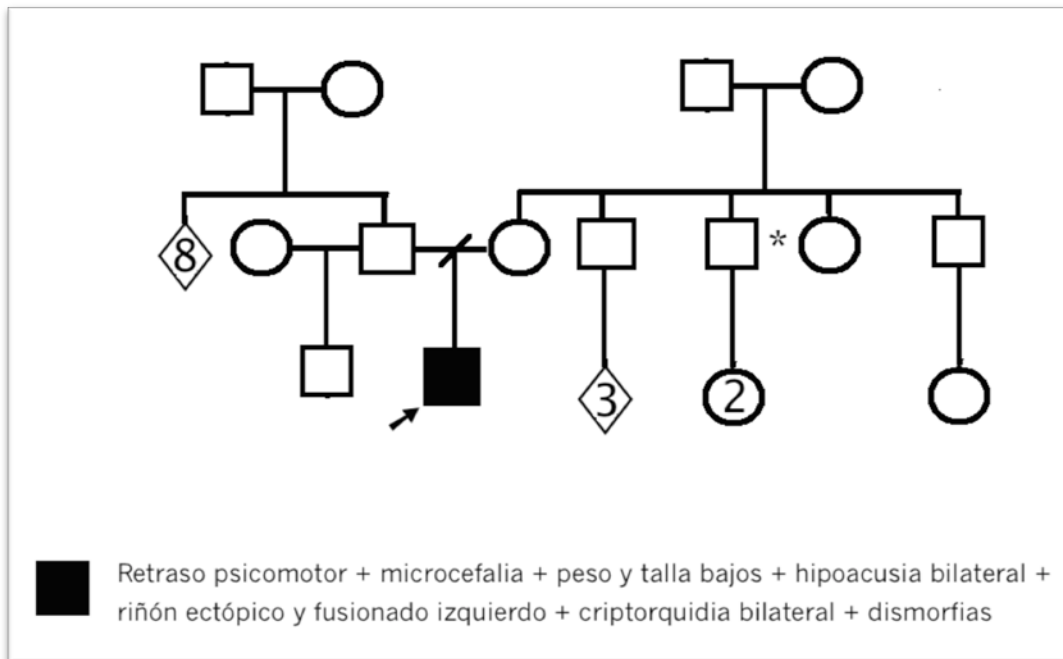 8
*
3
2
Retraso psicomotor + microcefalia + peso y talla bajos + hipoacusia bilateral +
riñón ectópico y fusionado izquierdo + criptorquidia bilateral + dismorfias